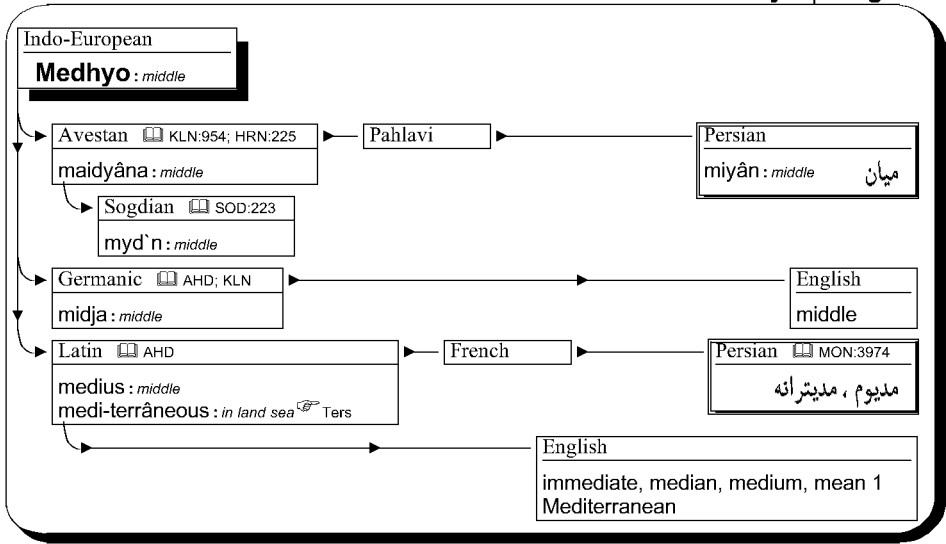 Indo-European
Medhyo : middle
Avestan 🕮 KLN:954; HRN:225
Pahlavi
Persian
maidyâna : middle
miyân : middle میان
Sogdian 🕮 SOD:223
myd`n : middle
Germanic 🕮 AHD; KLN
English
midja : middle
middle
Latin 🕮 AHD
French
Persian 🕮 MON:3974
medius : middle
medi-terrâneous : in land sea ☞ Ters
مدیوم ، مدیترانه
English
immediate, median, medium, mean 1
Mediterranean